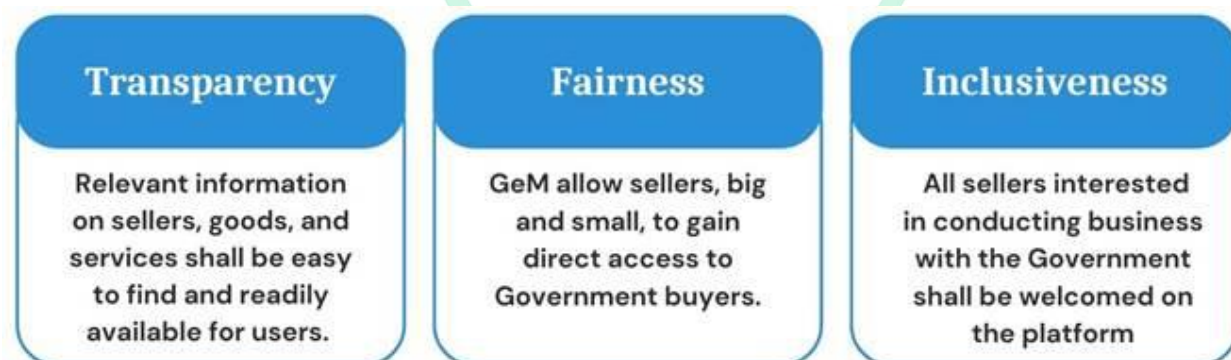 Transparency
Relevant information
on sellers, goods, and
services shall be easy
to find and readily
available for users.
Fairness
GeM allow sellers, big
and small, to gain
direct access to
Government buyers.
Inclusiveness
All sellers interested
in conducting business
with the Government
shall be welcomed on
the platform